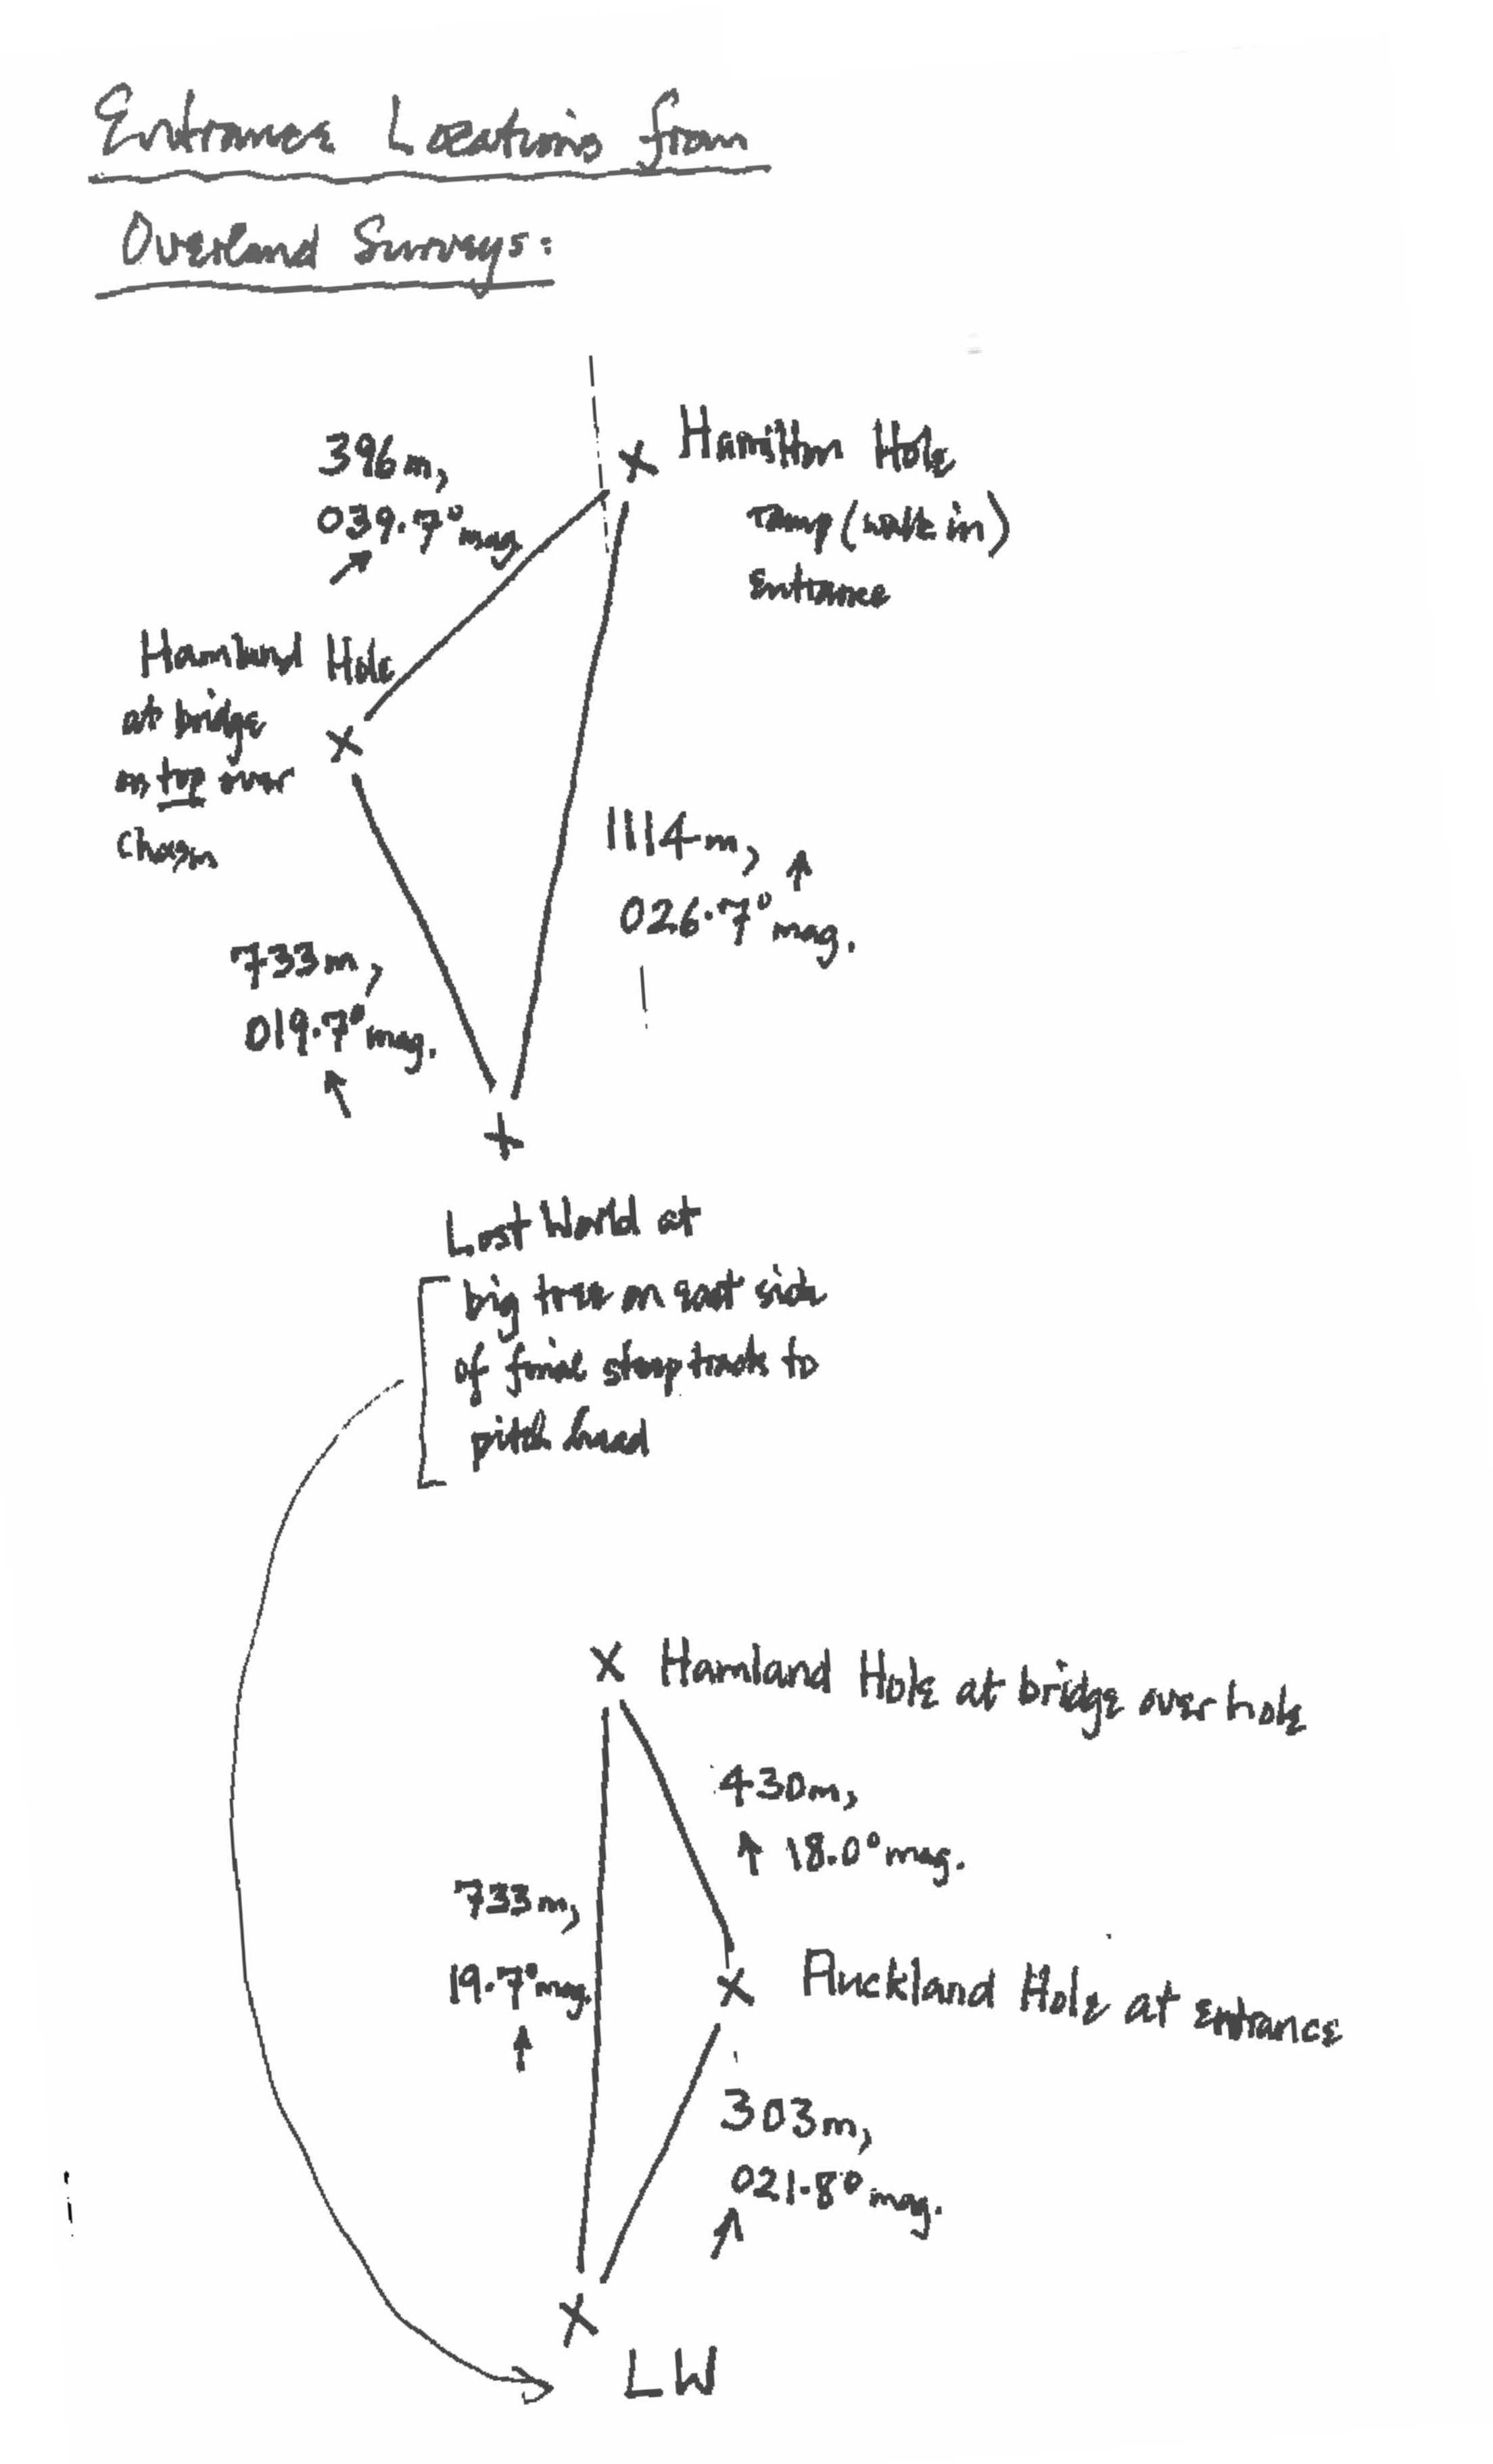 Entrance Locations from
Overland Surveys:
396m,
039.7° mag
Hamilton Hole
ramp (walk in)
entrance
Hamland Hole
at bridge
on top over
chasm
1114m,
026.7° mag.
733m,
019.7° mag.
Lost World at
big tree on east side
of final steep track to
pitch head
Hamland Hole at bridge over hole
430m,
18.0° mag.
733m,
19.7° mag.
Auckland Hole at entrance
303m,
021.8° mag.
LW